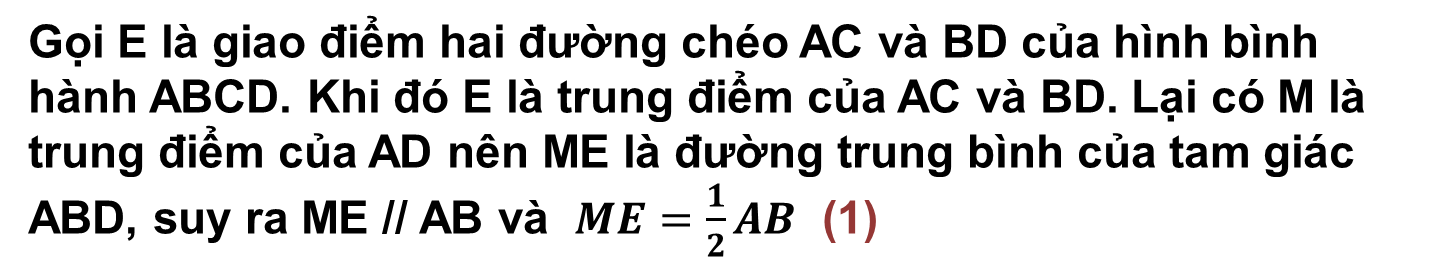 Gọi E là giao điểm hai đường chéo AC và BD của hình bình
hành ABCD. Khi đó E là trung điểm của AC và BD. Lại có M là
trung điểm của AD nên ME là đường trung bình của tam giác
ABD, suy ra ME // AB và ME = 1/2 AB (1)